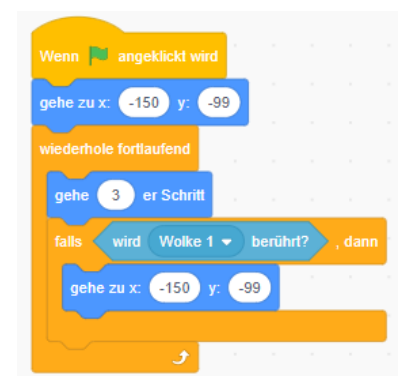 Wenn angeklickt wird
gehe zu x: -150 y: -99
wiederhole fortlaufend
gehe 3 er Schritt
falls wird Wolke 1 berührt? , dann
gehe zu x: -150 y: -99